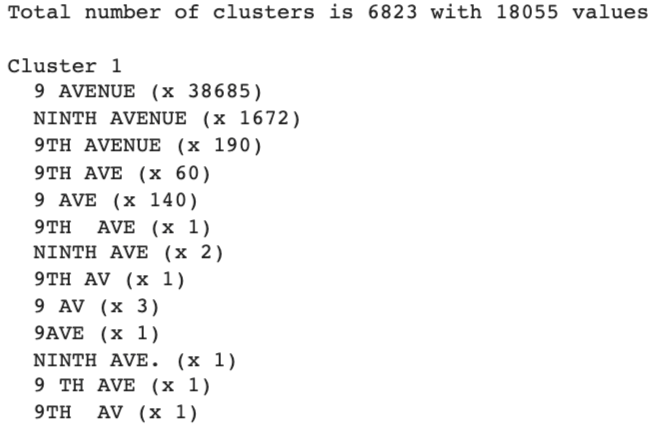 Total number of clusters is 6823 with 18055 values
Cluster 1
9 AVENUE (x 38685)
NINTH AVENUE (x 1672)
9TH AVENUE (x 190)
9TH AVE (x 60)
9 AVE (x 140)
9TH  AVE (x 1)
NINTH AVE (x 2)
9TH AV (x 1)
9 AV (x 3)
9AVE (x 1)
NINTH AVE. (x 1)
9 TH AVE (x 1)
9TH  AV (x 1)